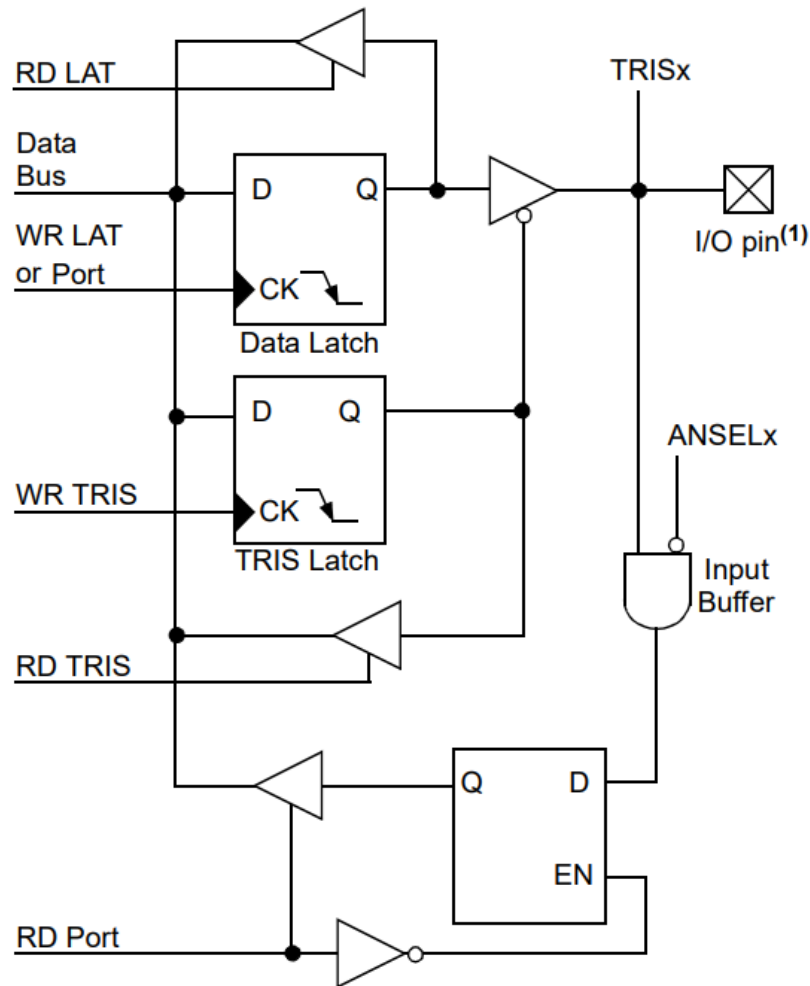 RD LAT
TRISx
Data
Bus
D
Q
I/O pin(1)
WR LAT
or Port
CK
Data Latch
D
Q
ANSELx
WR TRIS
CK
TRIS Latch
Input
Buffer
RD TRIS
Q
D
EN
RD Port